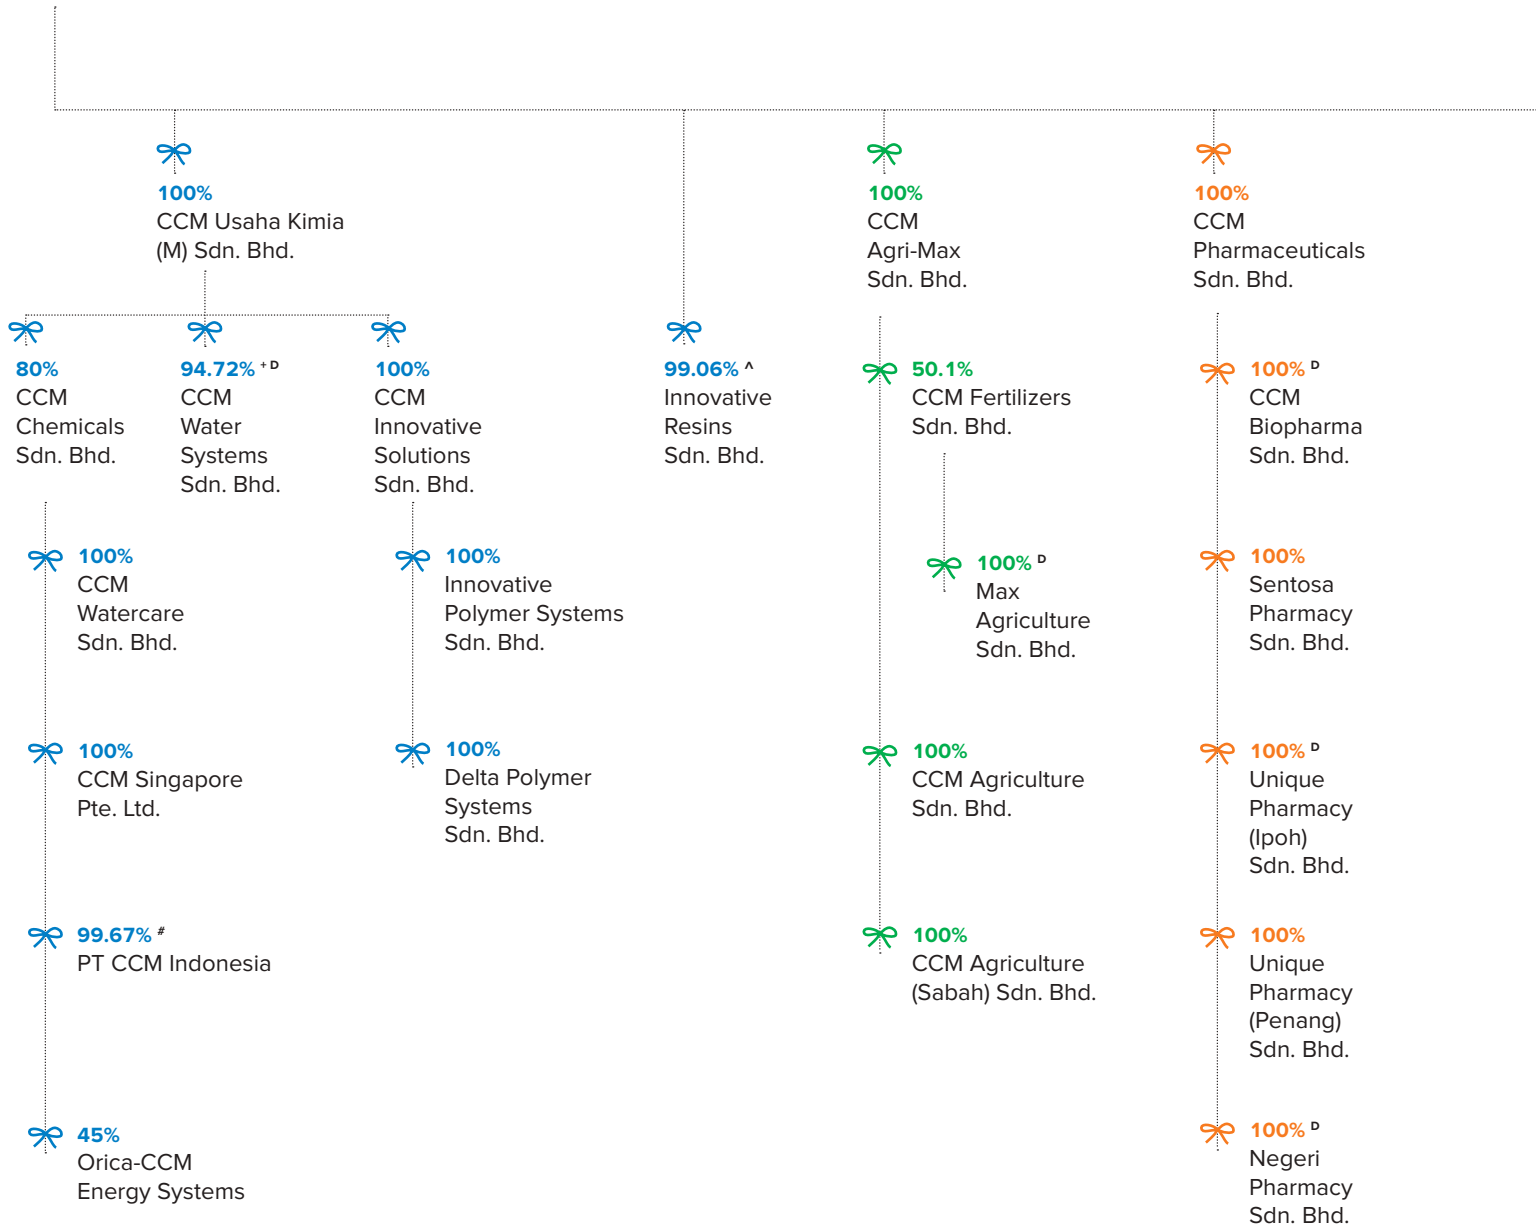 100%
CCM Usaha Kimia
(M) Sdn. Bhd.
80%
CCM
Chemicals
Sdn. Bhd.
100%
CCM
Watercare
Sdn. Bhd.
100%
CCM Singapore
Pte. Ltd.
99.67% #
PT CCM Indonesia
45%
Orica-CCM
Energy Systems
94.72% + D
CCM
Water
Systems
Sdn. Bhd.
100%
CCM
Innovative
Solutions
Sdn. Bhd.
100%
Innovative
Polymer Systems
Sdn. Bhd.
100%
Delta Polymer
Systems
Sdn. Bhd.
99.06% ^
Innovative
Resins
Sdn. Bhd.
100%
CCM
Agri-Max
Sdn. Bhd.
50.1%
CCM Fertilizers
Sdn. Bhd.
100% D
Max
Agriculture
Sdn. Bhd.
100%
CCM Agriculture
Sdn. Bhd.
100%
CCM Agriculture
(Sabah) Sdn. Bhd.
100%
CCM
Pharmaceuticals
Sdn. Bhd.
100% D
CCM
Biopharma
Sdn. Bhd.
100%
Sentosa
Pharmacy
Sdn. Bhd.
100% D
Unique
Pharmacy
(Ipoh)
Sdn. Bhd.
100%
Unique
Pharmacy
(Penang)
Sdn. Bhd.
100% D
Negeri
Pharmacy
Sdn. Bhd.